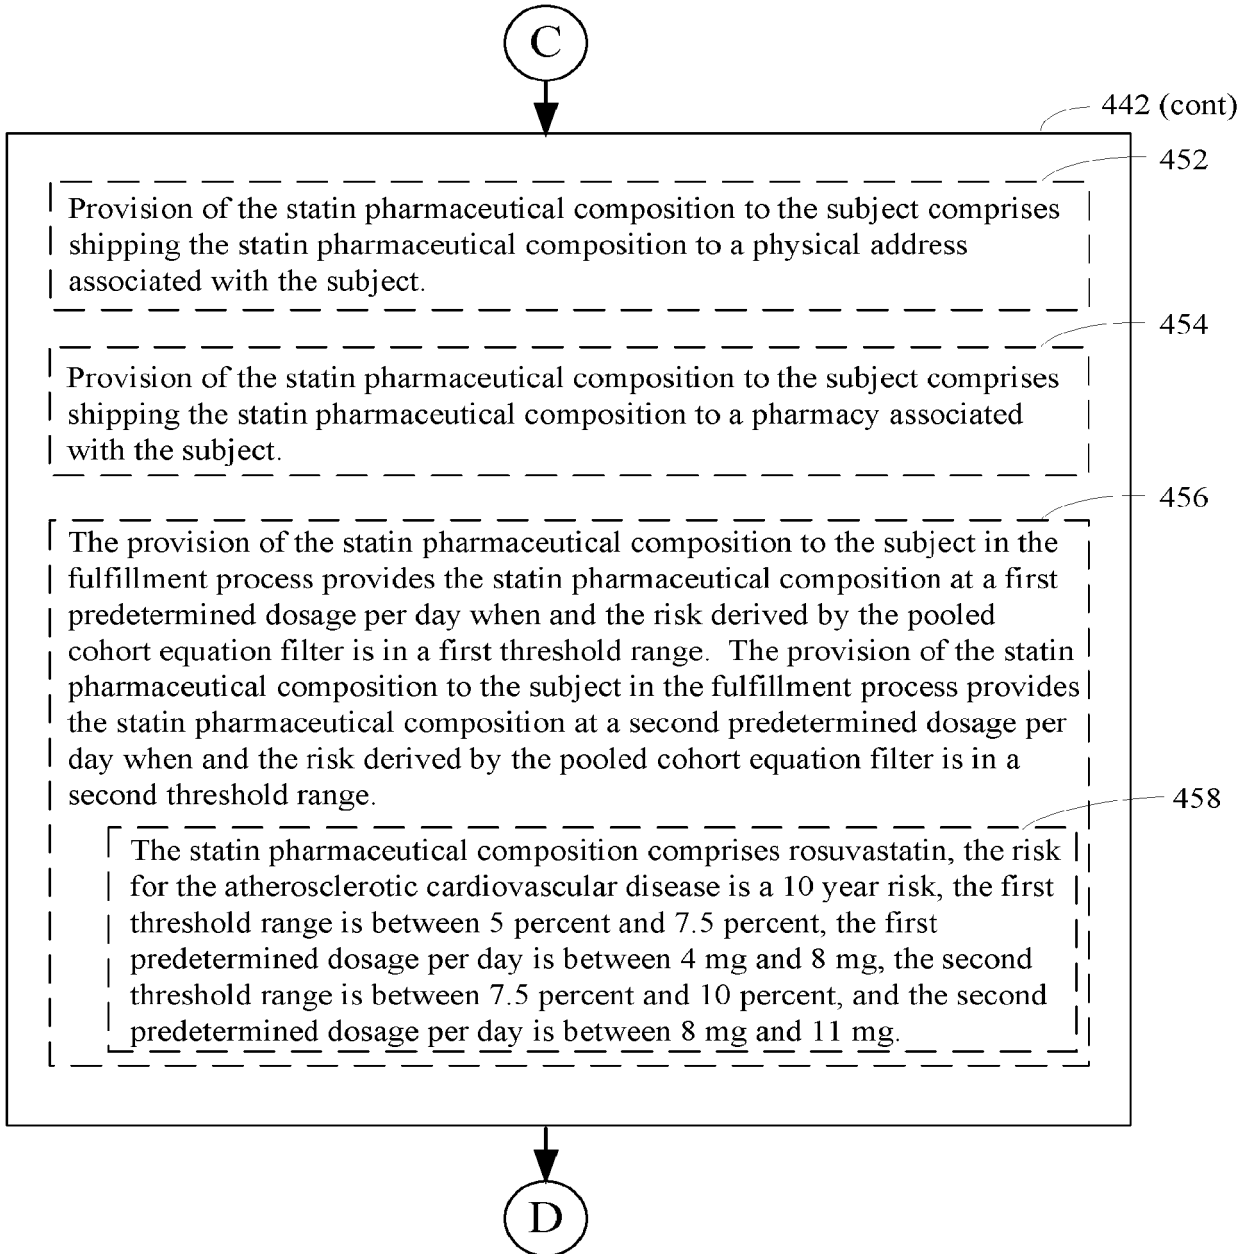 C
442 (cont)
452
Provision of the statin pharmaceutical composition to the subject comprises
shipping the statin pharmaceutical composition to a physical address
associated with the subject.
454
Provision of the statin pharmaceutical composition to the subject comprises
shipping the statin pharmaceutical composition to a pharmacy associated
with the subject.
456
The provision of the statin pharmaceutical composition to the subject in the
fulfillment process provides the statin pharmaceutical composition at a first
predetermined dosage per day when and the risk derived by the pooled
cohort equation filter is in a first threshold range.  The provision of the statin
pharmaceutical composition to the subject in the fulfillment process provides
the statin pharmaceutical composition at a second predetermined dosage per
day when and the risk derived by the pooled cohort equation filter is in a
second threshold range.
458
The statin pharmaceutical composition comprises rosuvastatin, the risk
for the atherosclerotic cardiovascular disease is a 10 year risk, the first
threshold range is between 5 percent and 7.5 percent, the first
predetermined dosage per day is between 4 mg and 8 mg, the second
threshold range is between 7.5 percent and 10 percent, and the second
predetermined dosage per day is between 8 mg and 11 mg.
D